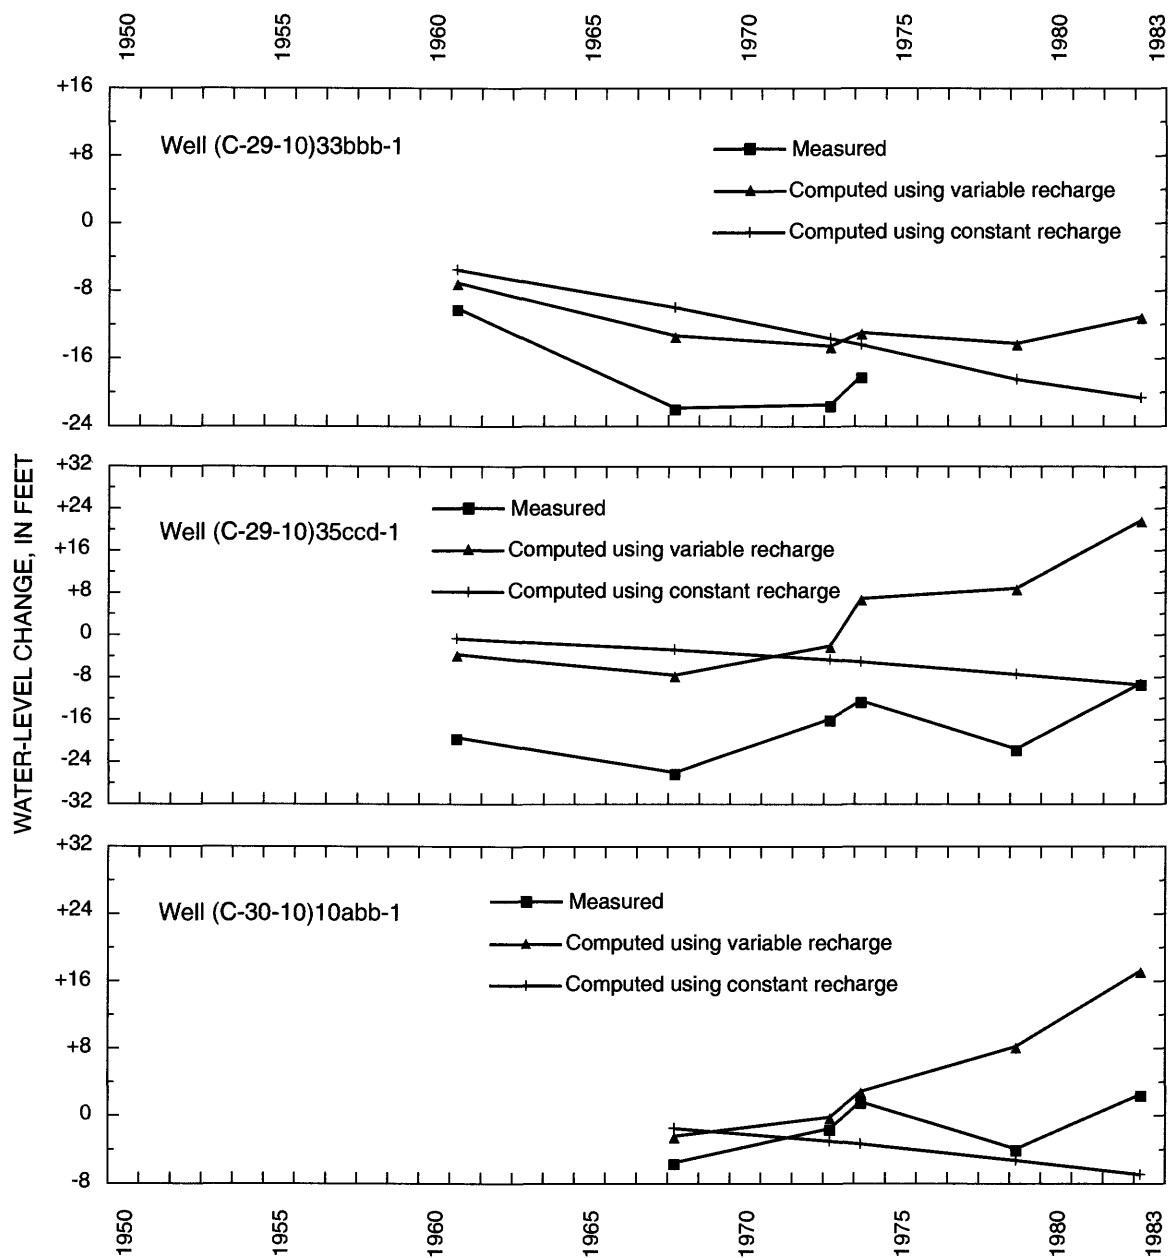 1950 1955 1960 1965 1970 1975 1980 1983
+16
+8
0
-8
-16
-24
Well (C-29-10)33bbb-1
Measured
Computed using variable recharge
Computed using constant recharge
WATER-LEVEL CHANGE, IN FEET
+32
+24
+16
+8
0
-8
-16
-24
-32
Well (C-29-10)35ccd-1
Measured
Computed using variable recharge
Computed using constant recharge
+32
+24
+16
+8
0
-8
Well (C-30-10)10abb-1
Measured
Computed using variable recharge
Computed using constant recharge
1950 1955 1960 1965 1970 1975 1980 1983